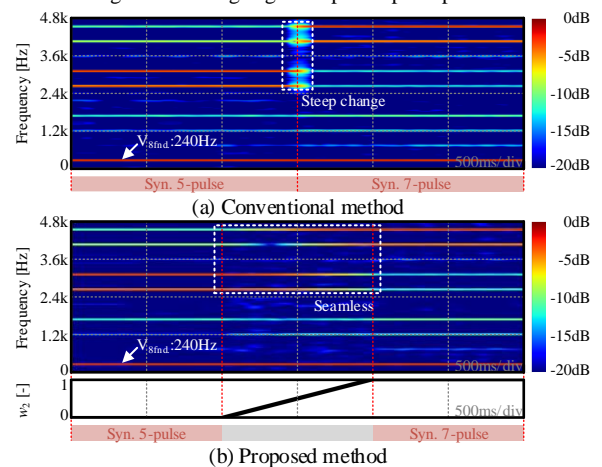 4.8k
3.6k
2.4k
1.2k
0
Frequency [Hz]
Steep change
V8fnd.:240Hz
500ms/div
0dB
-5dB
-10dB
-15dB
-20dB
Syn. 5-pulse
Syn. 7-pulse
(a) Conventional method
4.8k
3.6k
2.4k
1.2k
0
Frequency [Hz]
Seamless
V8fnd.:240Hz
500ms/div
0dB
-5dB
-10dB
-15dB
-20dB
w2 [-]
1
0
500ms/div
Syn. 5-pulse
Syn. 7-pulse
(b) Proposed method